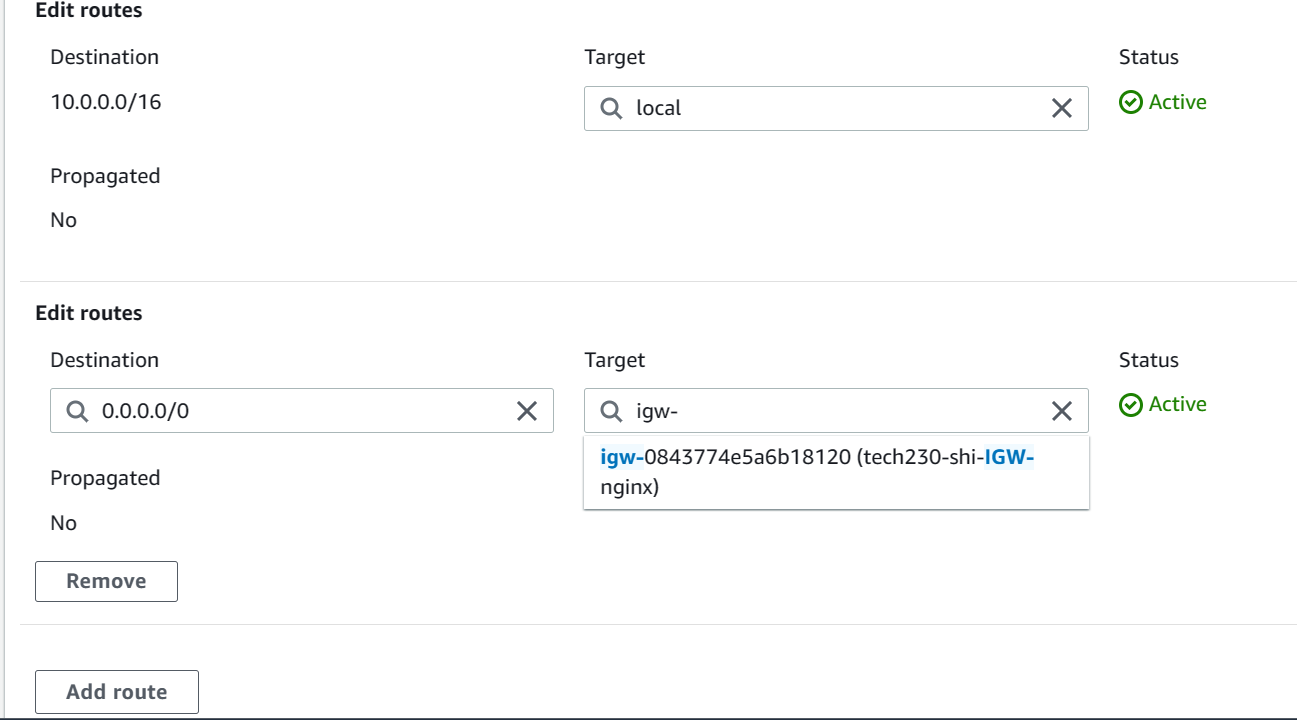 Edit routes
Destination
Target
Status
10.0.0.0/16
local
Active
Propagated
No
Edit routes
Destination
Target
Status
0.0.0.0/0
igw-
Active
igw-0843774e5a6b18120 (tech230-shi-IGW-
nginx)
Propagated
No
Remove
Add route